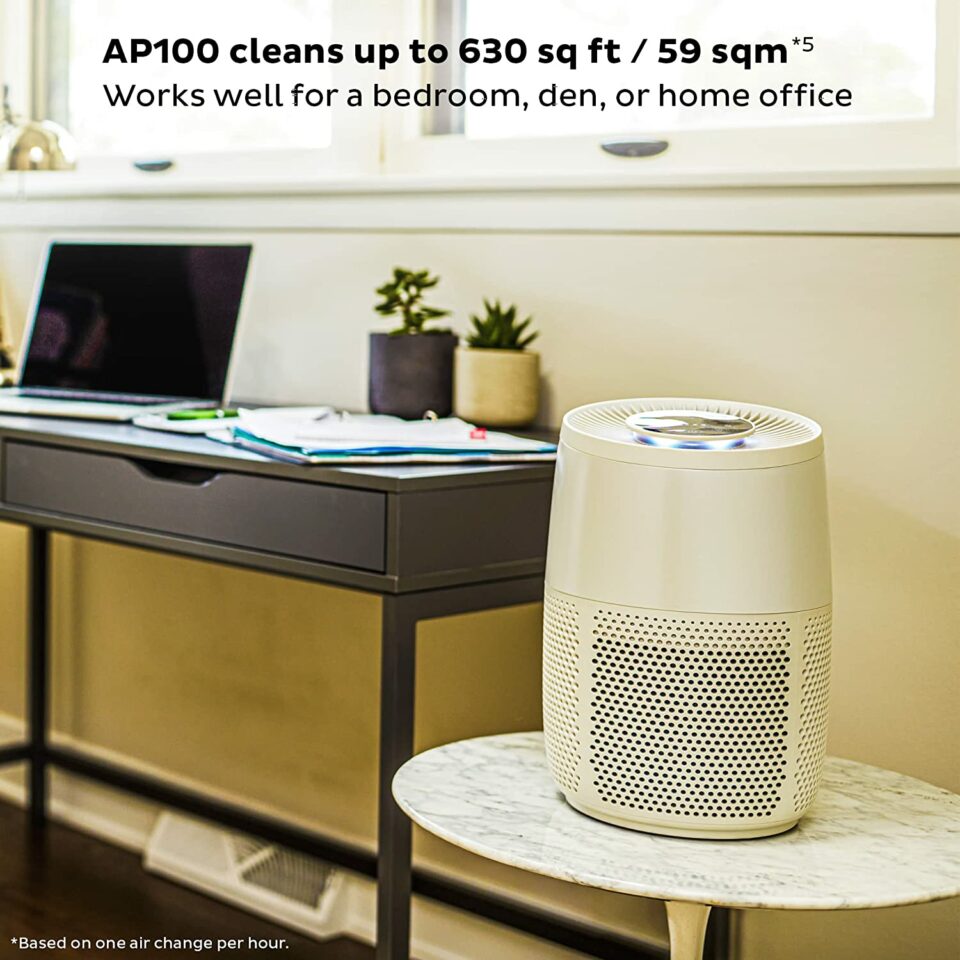 AP100 cleans up to 630 sq ft / 59 sqm*5
Works well for a bedroom, den, or home office
*Based on one air change per hour.